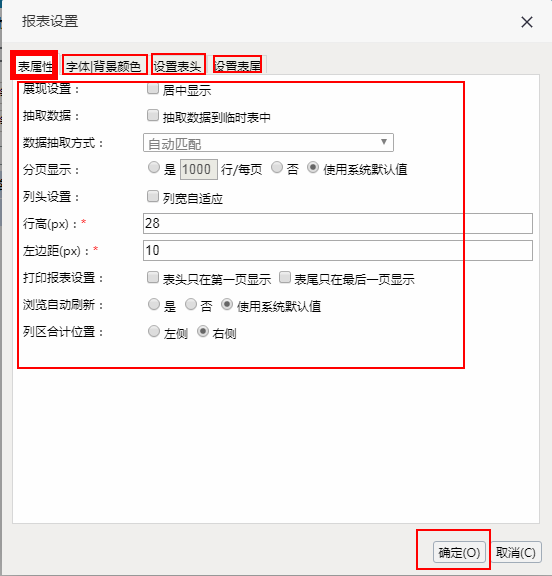 报表设置
表属性 字体|背景颜色 设置表头 设置表尾
展现设置： 居中显示
抽取数据： 抽取数据到临时表中
数据抽取方式： 自动匹配
分页显示： 是 1000 行/每页 否 使用系统默认值
列头设置： 列宽自适应
行高(px)：* 28
左边距(px)：* 10
打印报表设置： 表头只在第一页显示 表尾只在最后一页显示
浏览自动刷新： 是 否 使用系统默认值
列区合计位置： 左侧 右侧
确定(O) 取消(C)